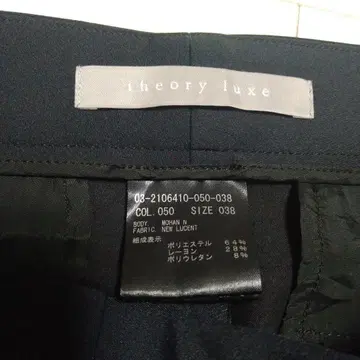 theory luxe
03-2106410-050-038
COL. 050 SIZE 038
BODY. MOHAN N
FABRIC. NEW LUCENT
組成表示
ポリエステル 64%
レーヨン 28%
ポリウレタン 8%